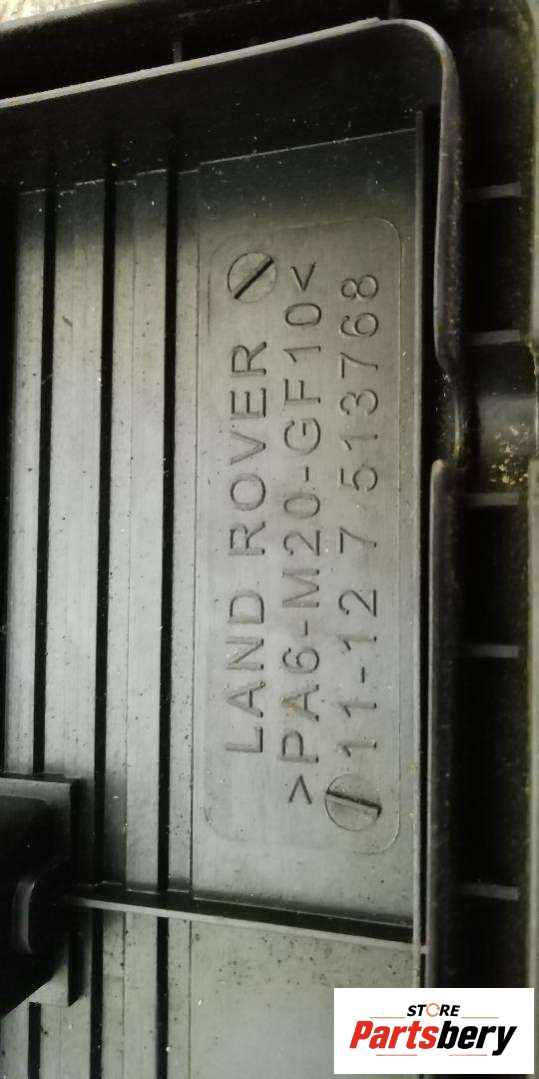 LAND ROVER
>PA6-M20-GF10<
11-12 7 513768
STORE
Partsbery